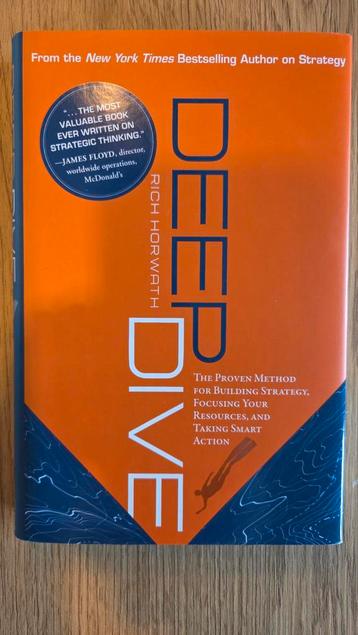 From the New York Times Bestselling Author on Strategy
"...THE MOST
VALUABLE BOOK
EVER WRITTEN ON
STRATEGIC THINKING."
—JAMES FLOYD, director,
worldwide operations,
McDonald's
DEEP
RICH HORWATH
DIVE
THE PROVEN METHOD
FOR BUILDING STRATEGY,
FOCUSING YOUR
RESOURCES, AND
TAKING SMART
ACTION